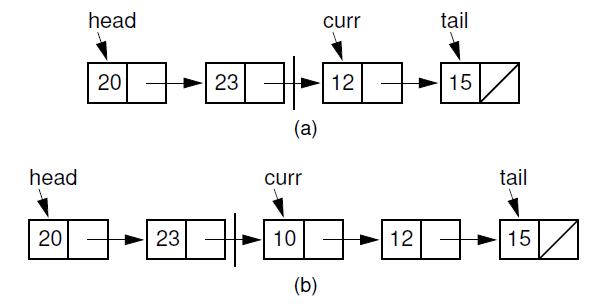 head curr tail
20 23 12 15
(a)
head curr tail
20 23 10 12 15
(b)